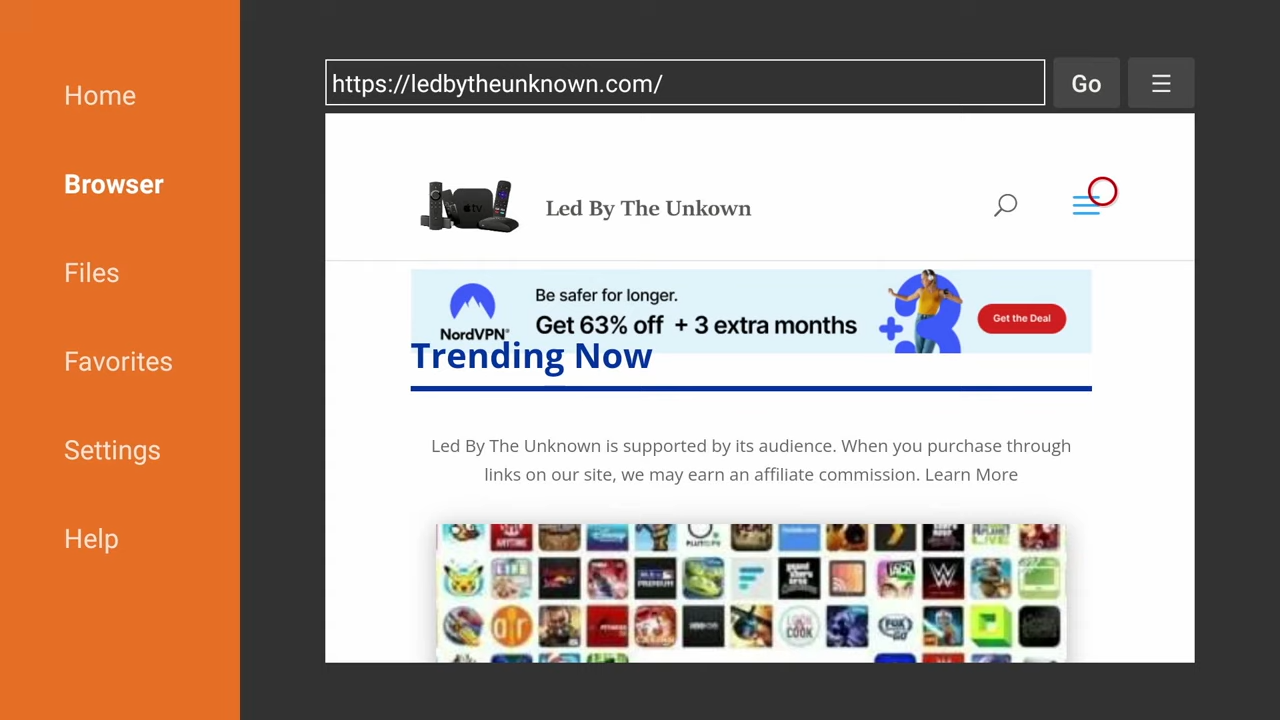 Home
Browser
Files
Favorites
Settings
Help
https://ledbytheunknown.com/
Go
Led By The Unkown
NordVPN®
Be safer for longer.
Get 63% off + 3 extra months
Get the Deal
Trending Now
Led By The Unknown is supported by its audience. When you purchase through
links on our site, we may earn an affiliate commission. Learn More